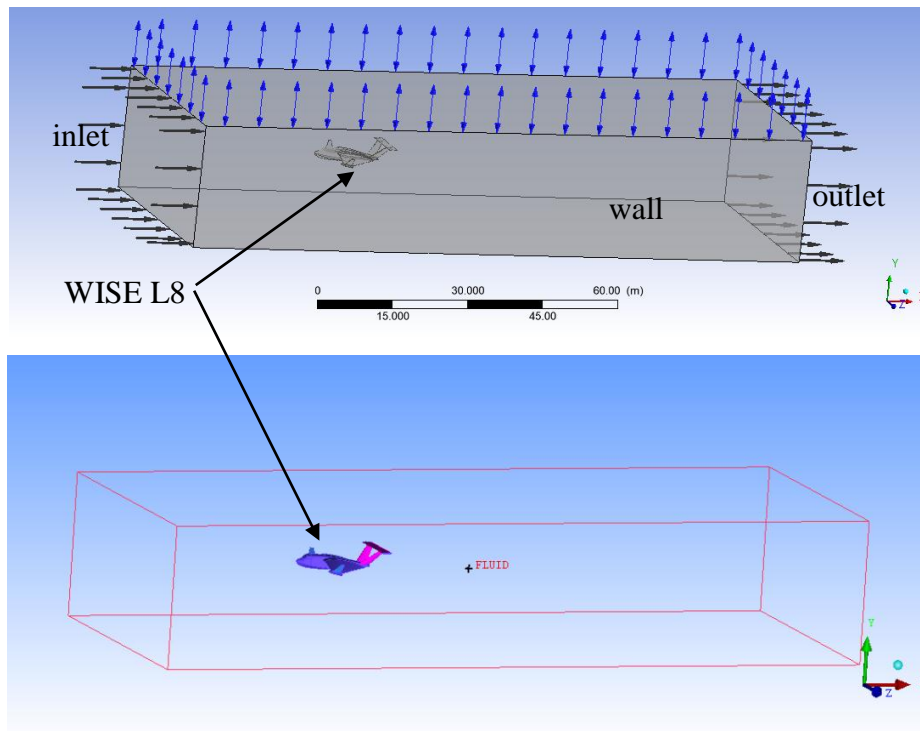 inlet
wall
outlet
WISE L8
0 30.000 60.00 (m)
15.000 45.00
Y
Z
FLUID
Y
Z